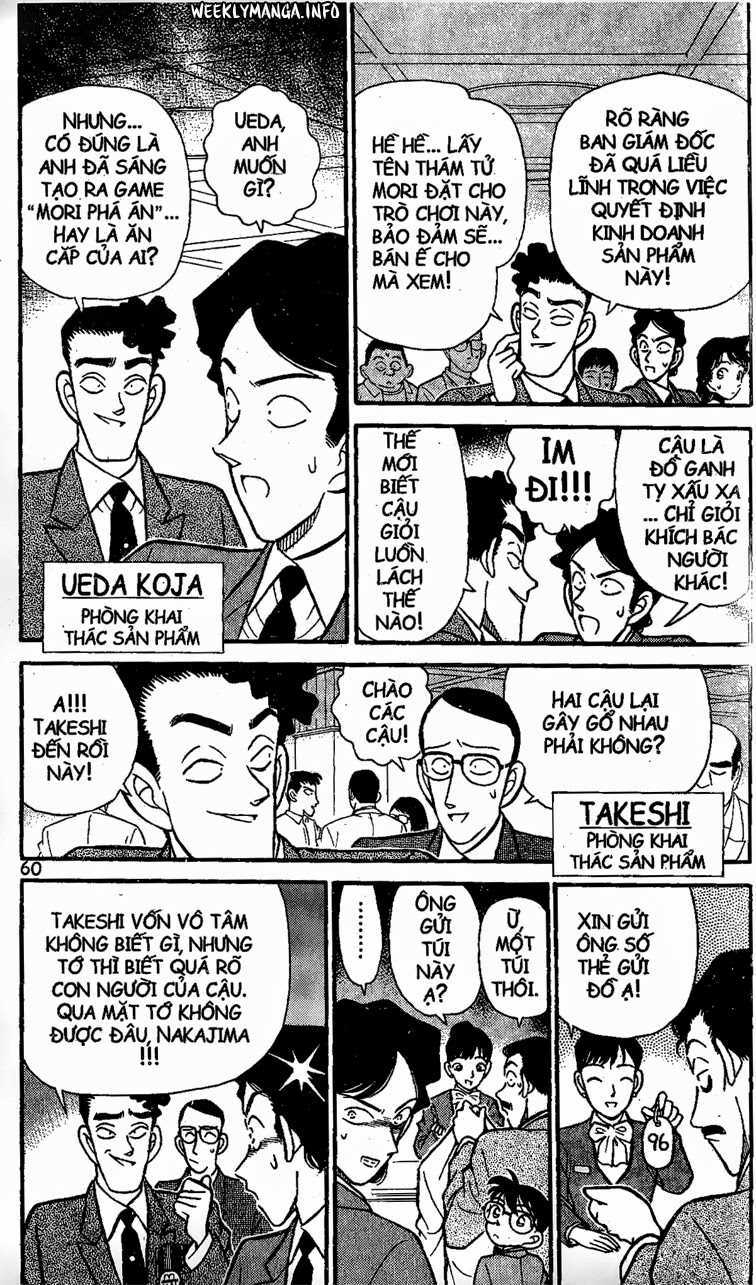 WEEKLYMANGA.INFO
RÕ RÀNG
BAN GIÁM ĐỐC
ĐÃ QUÁ LIỀU
LĨNH TRONG VIỆC
QUYẾT ĐỊNH
KINH DOANH
SẢN PHẨM
NÀY!
HỀ HỀ... LẤY
TÊN THÁM TỬ
MORI ĐẶT CHO
TRÒ CHƠI NÀY,
BẢO ĐẢM SẼ...
BÁN Ế CHO
MÀ XEM!
CẬU LÀ
ĐỒ GANH
TỴ XẤU XA
... CHỈ GIỎI
KHÍCH BÁC
NGƯỜI
KHÁC!
IM
ĐI!!!
THẾ
MỚI
BIẾT
CẬU
GIỎI
LUỒN
LÁCH
THẾ
NÀO!
UEDA,
ANH
MUỐN
GÌ?
NHƯNG...
CÓ ĐÚNG LÀ
ANH ĐÃ SÁNG
TẠO RA GAME
“MORI PHÁ ÁN”...
HAY LÀ ĂN
CẮP CỦA AI?
UEDA KOJA
PHÒNG KHAI
THÁC SẢN PHẨM
HAI CẬU LẠI
GÂY GỔ NHAU
PHẢI KHÔNG?
CHÀO
CÁC
CẬU!
TAKESHI
PHÒNG KHAI
THÁC SẢN PHẨM
A!!!
TAKESHI
ĐẾN RỒI
NÀY!
60
XIN GỬI
ÔNG SỐ
THẺ GỬI
ĐỒ Ạ!
96
Ừ,
MỘT
TÚI
THÔI.
ÔNG
GỬI
TÚI
NÀY
Ạ?
........
TAKESHI VỐN VÔ TÂM
KHÔNG BIẾT GÌ, NHƯNG
TỚ THÌ BIẾT QUÁ RÕ
CON NGƯỜI CỦA CẬU.
QUA MẶT TỚ KHÔNG
ĐƯỢC ĐÂU, NAKAJIMA
!!!